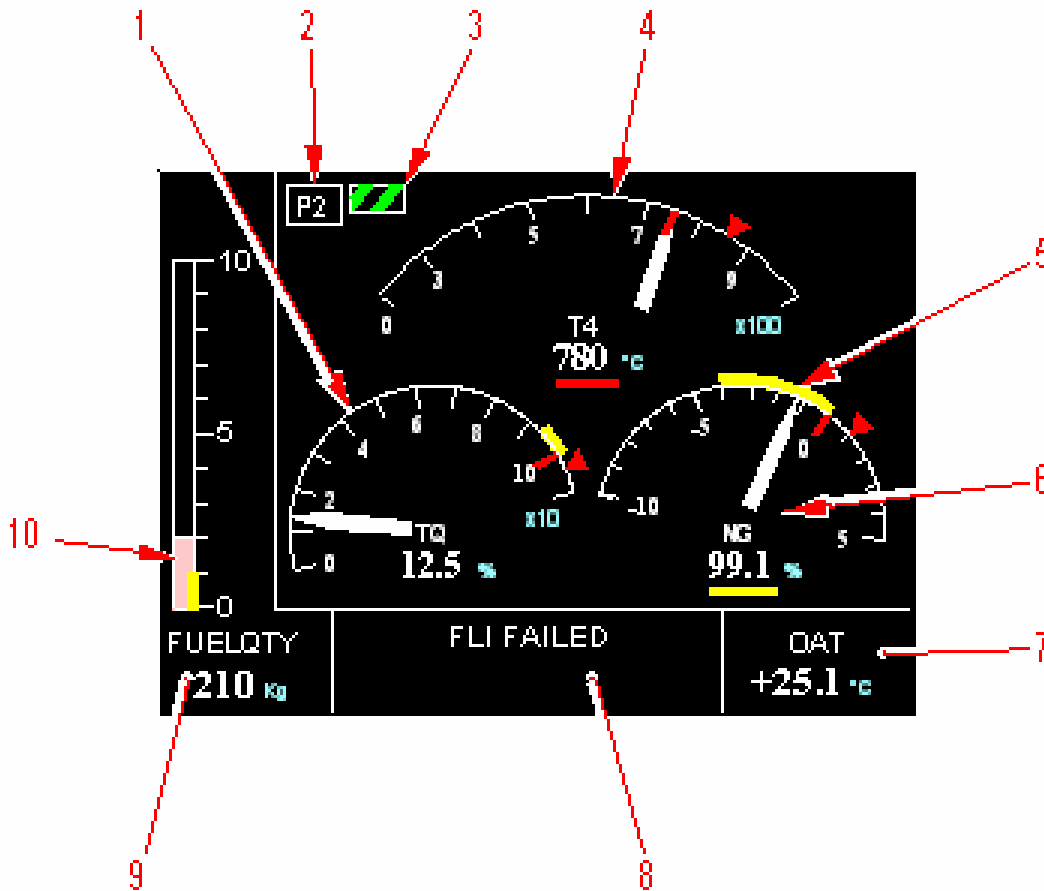 1 2 3 4
P2
10
5
0
0 3 5 7 9
x100
T4
780 °C
5
0 2 4 6 8 10
x10
TQ
12.5 %
-10 -5 0 5
NG
99.1 %
6
10
FUELQTY
210 Kg
FLI FAILED
OAT
+25.1 °C
7
9 8